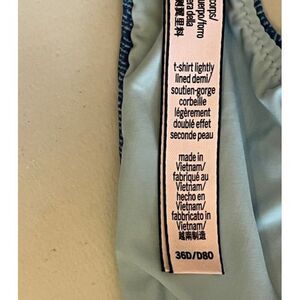 corps/
t-shirt lightly
lined demi/
soutien-gorge
corbeille
légèrement
doublé effet
seconde peau
made in
Vietnam/
fabriqué au
Vietnam/
hecho en
Vietnam/
fabbricato in
Vietnam/
越南制造
36D/D80